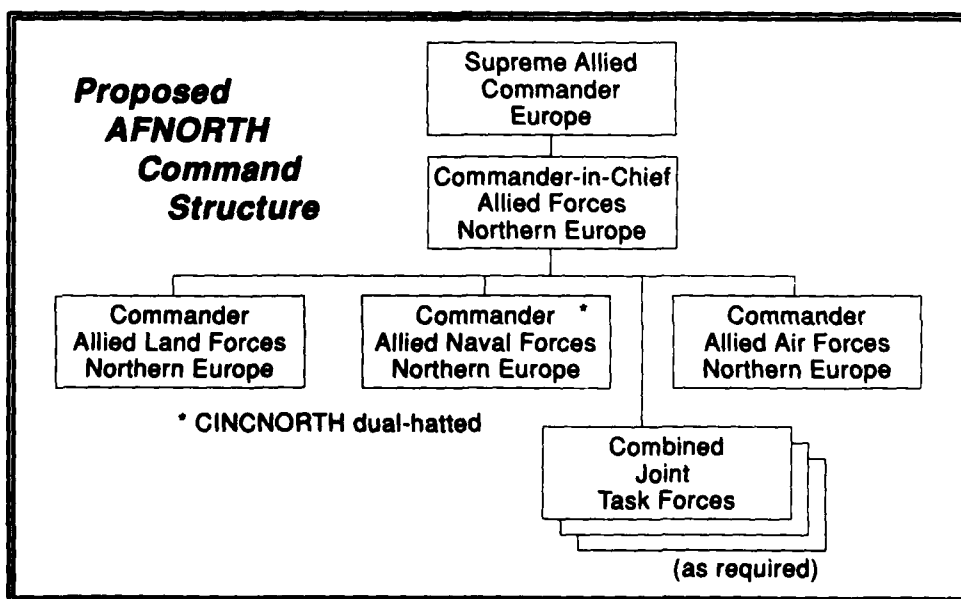 Proposed
AFNORTH
Command
Structure
Supreme Allied
Commander
Europe
Commander-in-Chief
Allied Forces
Northern Europe
Commander
Allied Land Forces
Northern Europe
Commander *
Allied Naval Forces
Northern Europe
Commander
Allied Air Forces
Northern Europe
* CINCNORTH dual-hatted
Combined
Joint
Task Forces
(as required)